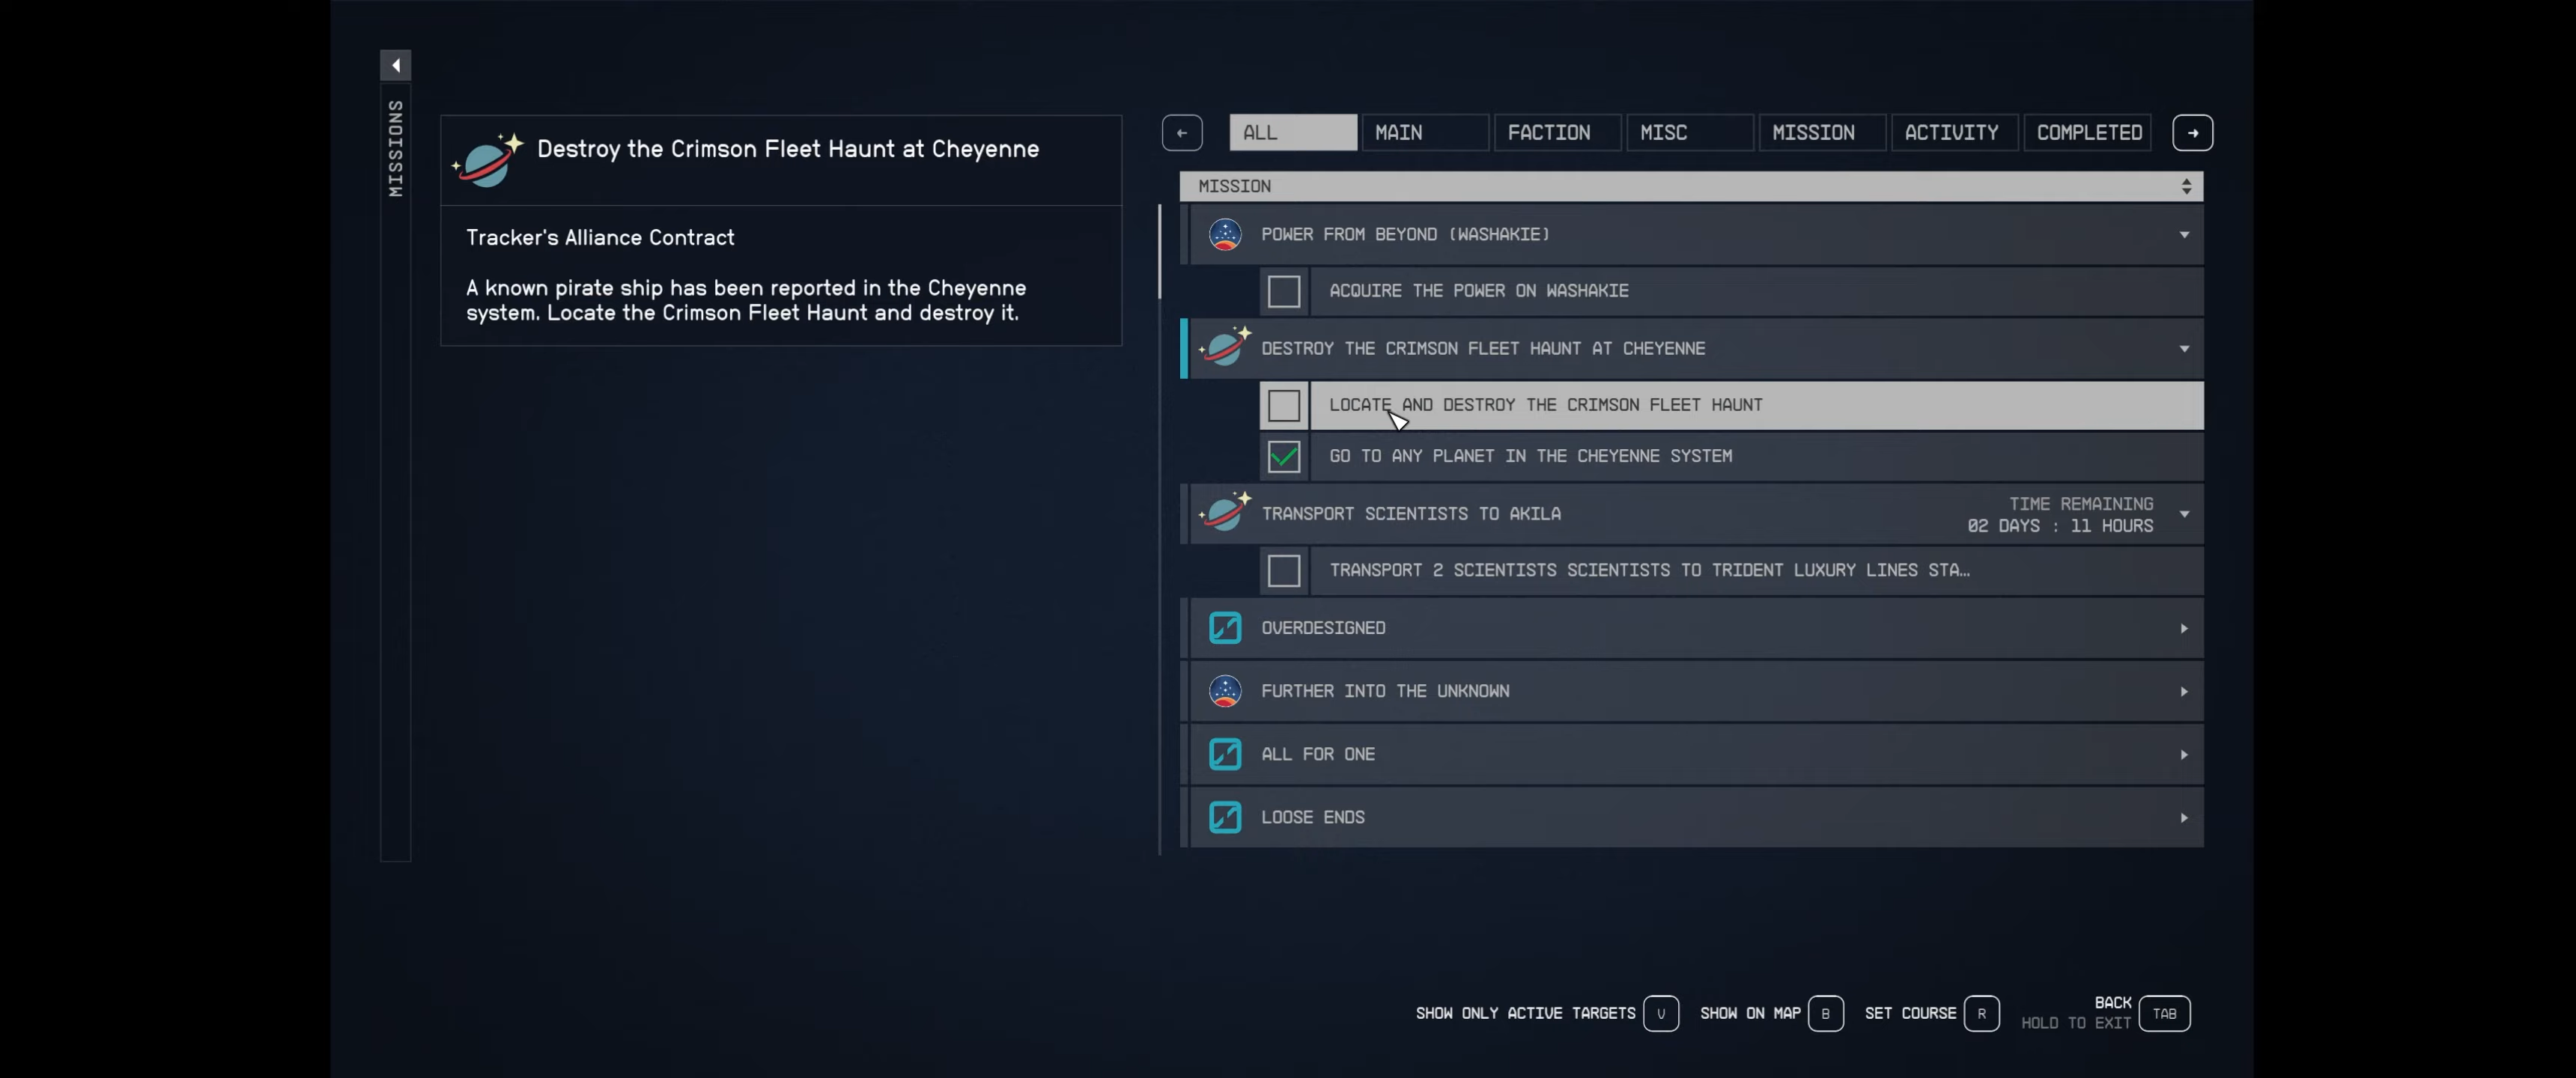 MISSIONS
Destroy the Crimson Fleet Haunt at Cheyenne
Tracker's Alliance Contract
A known pirate ship has been reported in the Cheyenne
system. Locate the Crimson Fleet Haunt and destroy it.
ALL MAIN FACTION MISC MISSION ACTIVITY COMPLETED
MISSION
POWER FROM BEYOND (WASHAKIE)
ACQUIRE THE POWER ON WASHAKIE
DESTROY THE CRIMSON FLEET HAUNT AT CHEYENNE
LOCATE AND DESTROY THE CRIMSON FLEET HAUNT
GO TO ANY PLANET IN THE CHEYENNE SYSTEM
TRANSPORT SCIENTISTS TO AKILA
TIME REMAINING
02 DAYS : 11 HOURS
TRANSPORT 2 SCIENTISTS SCIENTISTS TO TRIDENT LUXURY LINES STA...
OVERDESIGNED
FURTHER INTO THE UNKNOWN
ALL FOR ONE
LOOSE ENDS
SHOW ONLY ACTIVE TARGETS V SHOW ON MAP B SET COURSE R BACK TAB
HOLD TO EXIT